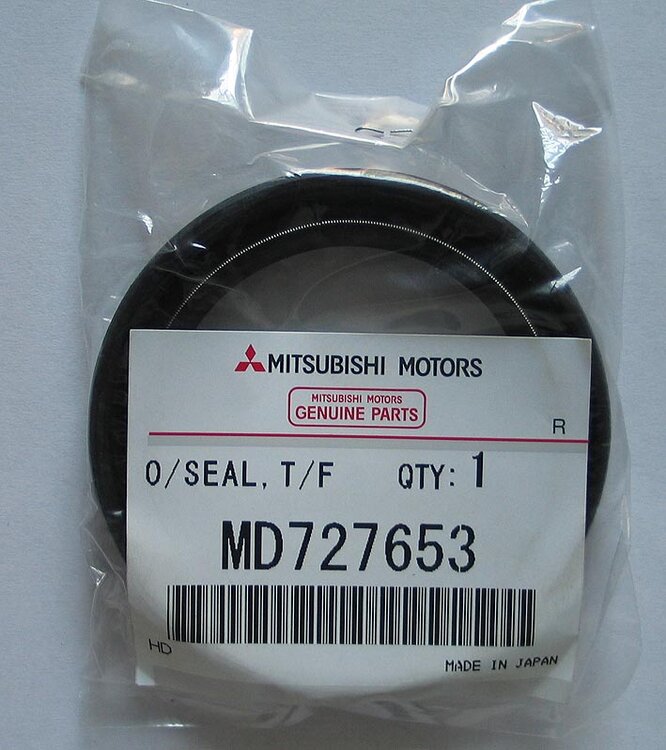 MITSUBISHI MOTORS
MITSUBISHI MOTORS
GENUINE PARTS
R
O/SEAL, T/F QTY: 1
MD727653
HD
MADE IN JAPAN